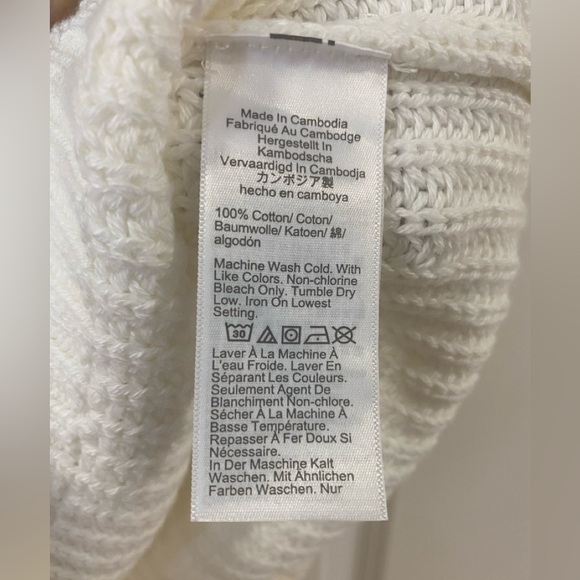 Made In Cambodia
Fabriqué Au Cambodge
Hergestellt In
Kambodscha
Vervaardigd In Cambodja
カンボジア製
hecho en camboya
100% Cotton/ Coton/
Baumwolle/ Katoen/ 綿/
algodón
Machine Wash Cold. With
Like Colors. Non-chlorine
Bleach Only. Tumble Dry
Low. Iron On Lowest
Setting.
30
Laver À La Machine À
L'eau Froide. Laver En
Séparant Les Couleurs.
Seulement Agent De
Blanchiment Non-chlore.
Sécher À La Machine À
Basse Température.
Repasser À Fer Doux Si
Nécessaire.
In Der Maschine Kalt
Waschen. Mit Ähnlichen
Farben Waschen. Nur